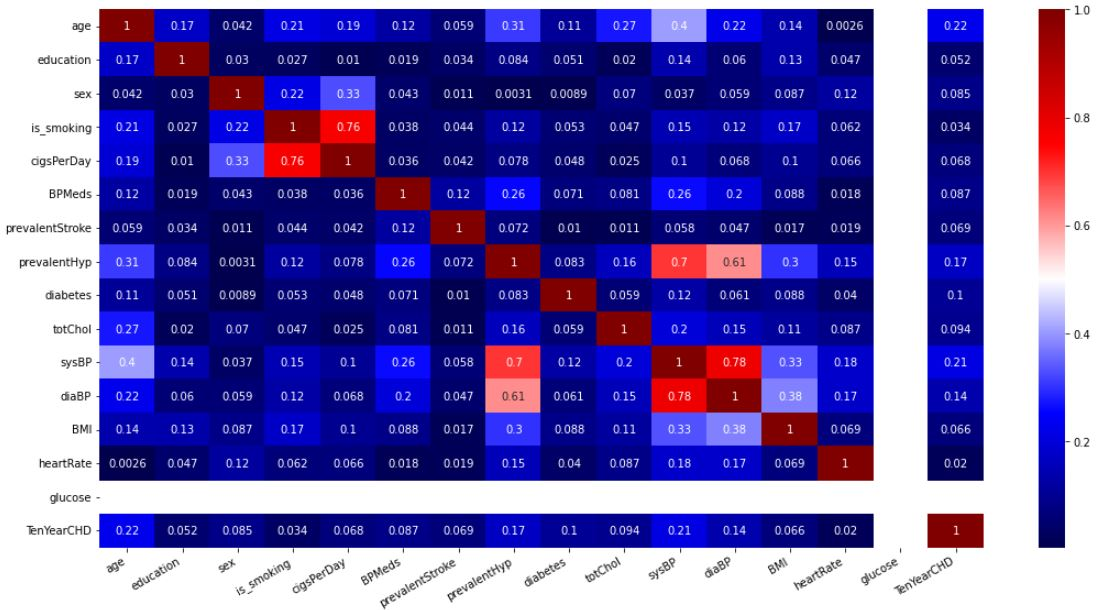 age 1 0.17 0.042 0.21 0.19 0.12 0.059 0.31 0.11 0.27 0.4 0.22 0.14 0.0026 0.22
education 0.17 1 0.03 0.027 0.01 0.019 0.034 0.084 0.051 0.02 0.14 0.06 0.13 0.047 0.052
sex 0.042 0.03 1 0.22 0.33 0.043 0.011 0.0031 0.0089 0.07 0.037 0.059 0.087 0.12 0.085
is_smoking 0.21 0.027 0.22 1 0.76 0.038 0.044 0.12 0.053 0.047 0.15 0.12 0.17 0.062 0.034
cigsPerDay 0.19 0.01 0.33 0.76 1 0.036 0.042 0.078 0.048 0.025 0.1 0.068 0.1 0.066 0.068
BPMeds 0.12 0.019 0.043 0.038 0.036 1 0.12 0.26 0.071 0.081 0.26 0.2 0.088 0.018 0.087
prevalentStroke 0.059 0.034 0.011 0.044 0.042 0.12 1 0.072 0.01 0.011 0.058 0.047 0.017 0.019 0.069
prevalentHyp 0.31 0.084 0.0031 0.12 0.078 0.26 0.072 1 0.083 0.16 0.7 0.61 0.3 0.15 0.17
diabetes 0.11 0.051 0.0089 0.053 0.048 0.071 0.01 0.083 1 0.059 0.12 0.061 0.088 0.04 0.1
totChol 0.27 0.02 0.07 0.047 0.025 0.081 0.011 0.16 0.059 1 0.2 0.15 0.11 0.087 0.094
sysBP 0.4 0.14 0.037 0.15 0.1 0.26 0.058 0.7 0.12 0.2 1 0.78 0.33 0.18 0.21
diaBP 0.22 0.06 0.059 0.12 0.068 0.2 0.047 0.61 0.061 0.15 0.78 1 0.38 0.17 0.14
BMI 0.14 0.13 0.087 0.17 0.1 0.088 0.017 0.3 0.088 0.11 0.33 0.38 1 0.069 0.066
heartRate 0.0026 0.047 0.12 0.062 0.066 0.018 0.019 0.15 0.04 0.087 0.18 0.17 0.069 1 0.02
glucose
TenYearCHD 0.22 0.052 0.085 0.034 0.068 0.087 0.069 0.17 0.1 0.094 0.21 0.14 0.066 0.02 1
age education sex is_smoking cigsPerDay BPMeds prevalentStroke prevalentHyp diabetes totChol sysBP diaBP BMI heartRate glucose TenYearCHD
1.0
0.8
0.6
0.4
0.2